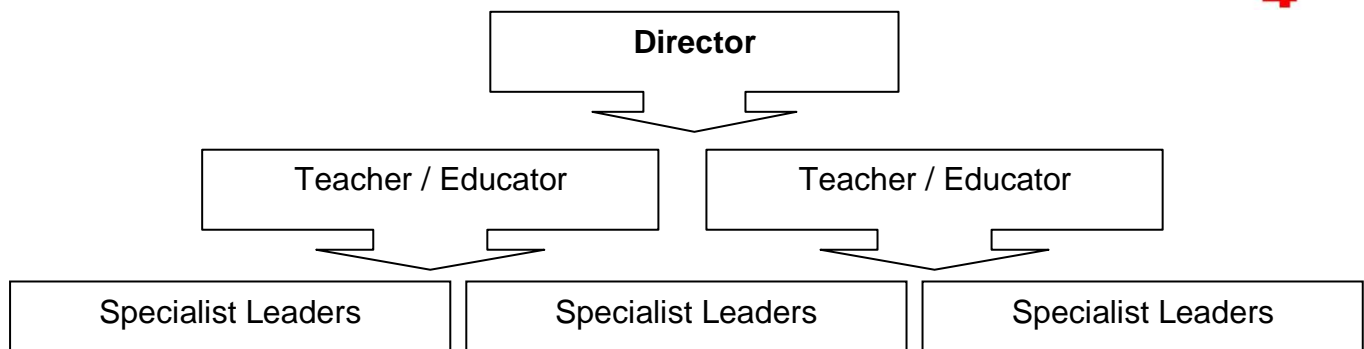 Director
Teacher / Educator Teacher / Educator
Specialist Leaders Specialist Leaders Specialist Leaders